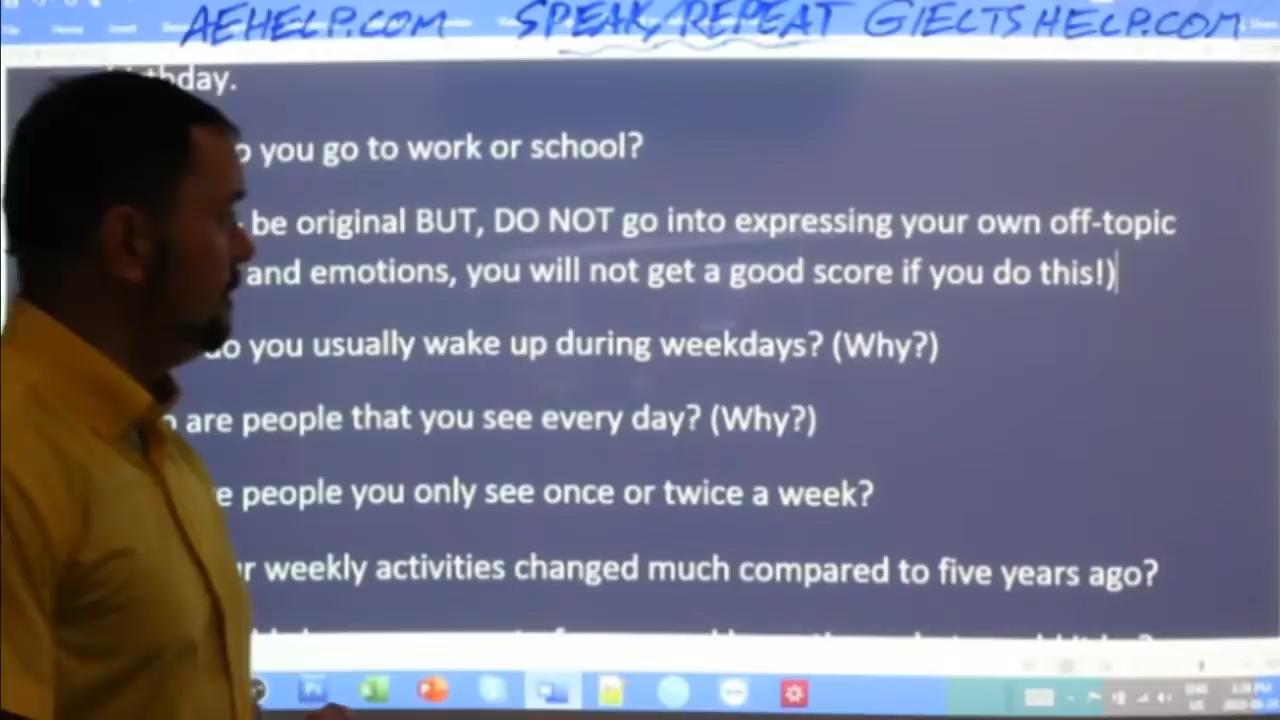 AEHELP.COM SPEAK/REPEAT GIELTSHELP.COM
Home Insert
birthday.
you go to work or school?
be original BUT, DO NOT go into expressing your own off-topic
and emotions, you will not get a good score if you do this!)
do you usually wake up during weekdays? (Why?)
are people that you see every day? (Why?)
people you only see once or twice a week?
weekly activities changed much compared to five years ago?